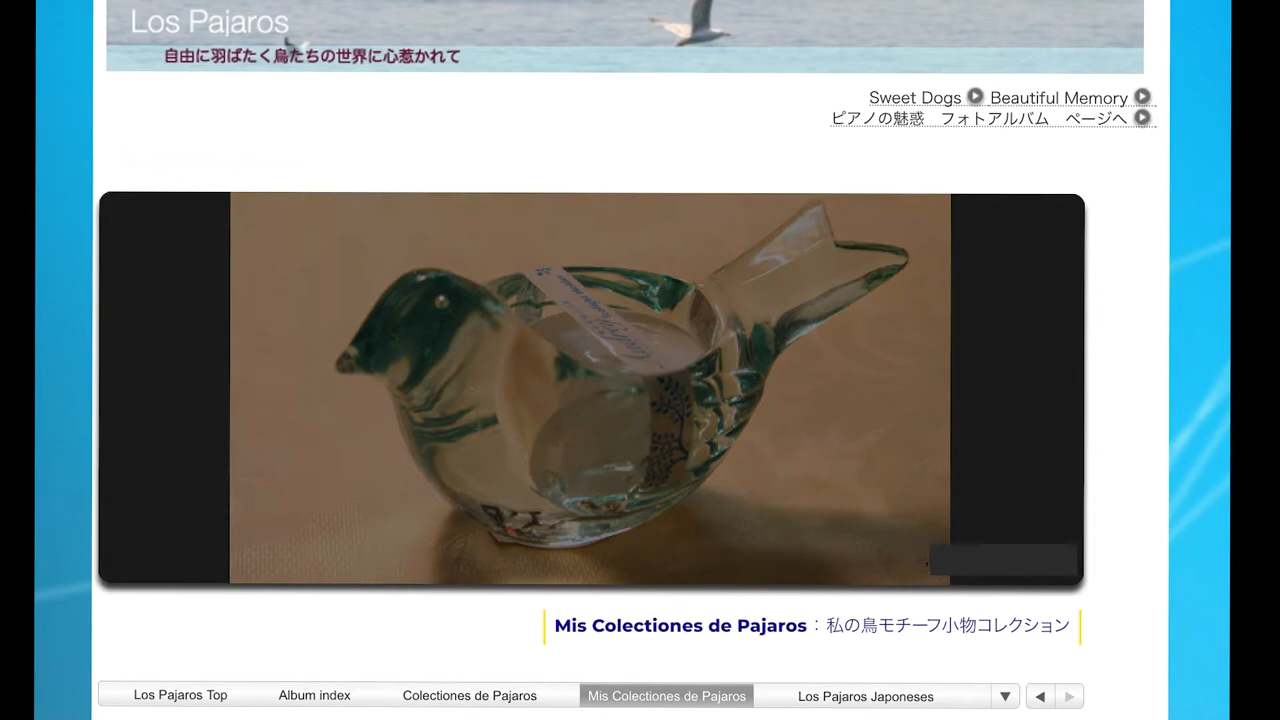 Los Pajaros
自由に羽ばたく鳥たちの世界に心惹かれて
Sweet Dogs Beautiful Memory
ピアノの魅惑 フォトアルバム ページへ
Mis Colectiones de Pajaros : 私の鳥モチーフ小物コレクション
Los Pajaros Top Album index Colectiones de Pajaros Mis Colectiones de Pajaros Los Pajaros Japoneses